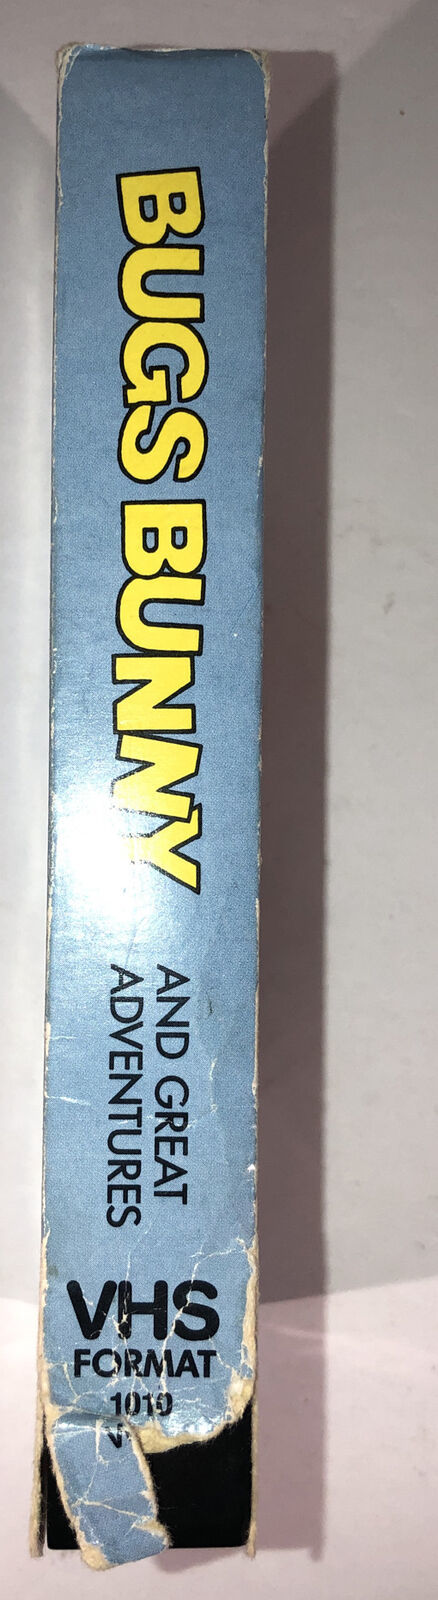 BUGS BUNNY
AND GREAT
ADVENTURES
VHS
FORMAT
1010
V